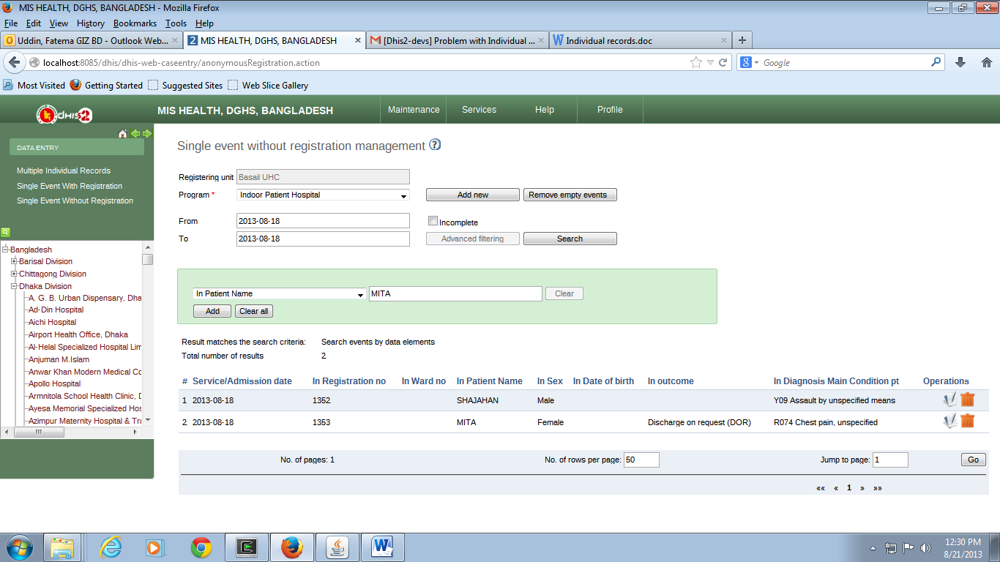 MIS HEALTH, DGHS, BANGLADESH - Mozilla Firefox
File Edit View History Bookmarks Tools Help
Uddin, Fatema GIZ BD - Outlook Web... MIS HEALTH, DGHS, BANGLADESH [Dhis2-devs] Problem with Individual ... Individual records.doc
localhost:8085/dhis/dhis-web-caseentry/anonymousRegistration.action Google
Most Visited Getting Started Suggested Sites Web Slice Gallery
dhis2 MIS HEALTH, DGHS, BANGLADESH Maintenance Services Help Profile
DATA ENTRY
Multiple Individual Records
Single Event With Registration
Single Event Without Registration
Bangladesh
Barisal Division
Chittagong Division
Dhaka Division
A. G. B. Urban Dispensary, Dha
Ad-Din Hospital
Aichi Hospital
Airport Health Office, Dhaka
Al-Helal Specialized Hospital Lim
Anjuman M.Islam
Anwar Khan Modern Medical Co
Apollo Hospital
Armnitola School Health Clinic, D
Ayesa Memorial Specialized Hos
Azimpur Maternity Hospital & Tra
Single event without registration management
Registering unit Basail UHC
Program * Indoor Patient Hospital Add new Remove empty events
From 2013-08-18 Incomplete
To 2013-08-18 Advanced filtering Search
In Patient Name MITA Clear
Add Clear all
Result matches the search criteria: Search events by data elements
Total number of results 2
# Service/Admission date In Registration no In Ward no In Patient Name In Sex In Date of birth In outcome In Diagnosis Main Condition pt Operations
1 2013-08-18 1352 SHAJAHAN Male Y09 Assault by unspecified means
2 2013-08-18 1353 MITA Female Discharge on request (DOR) R074 Chest pain, unspecified
No. of pages: 1 No. of rows per page: 50 Jump to page: 1 Go
«« « 1 » »»
12:30 PM
8/21/2013